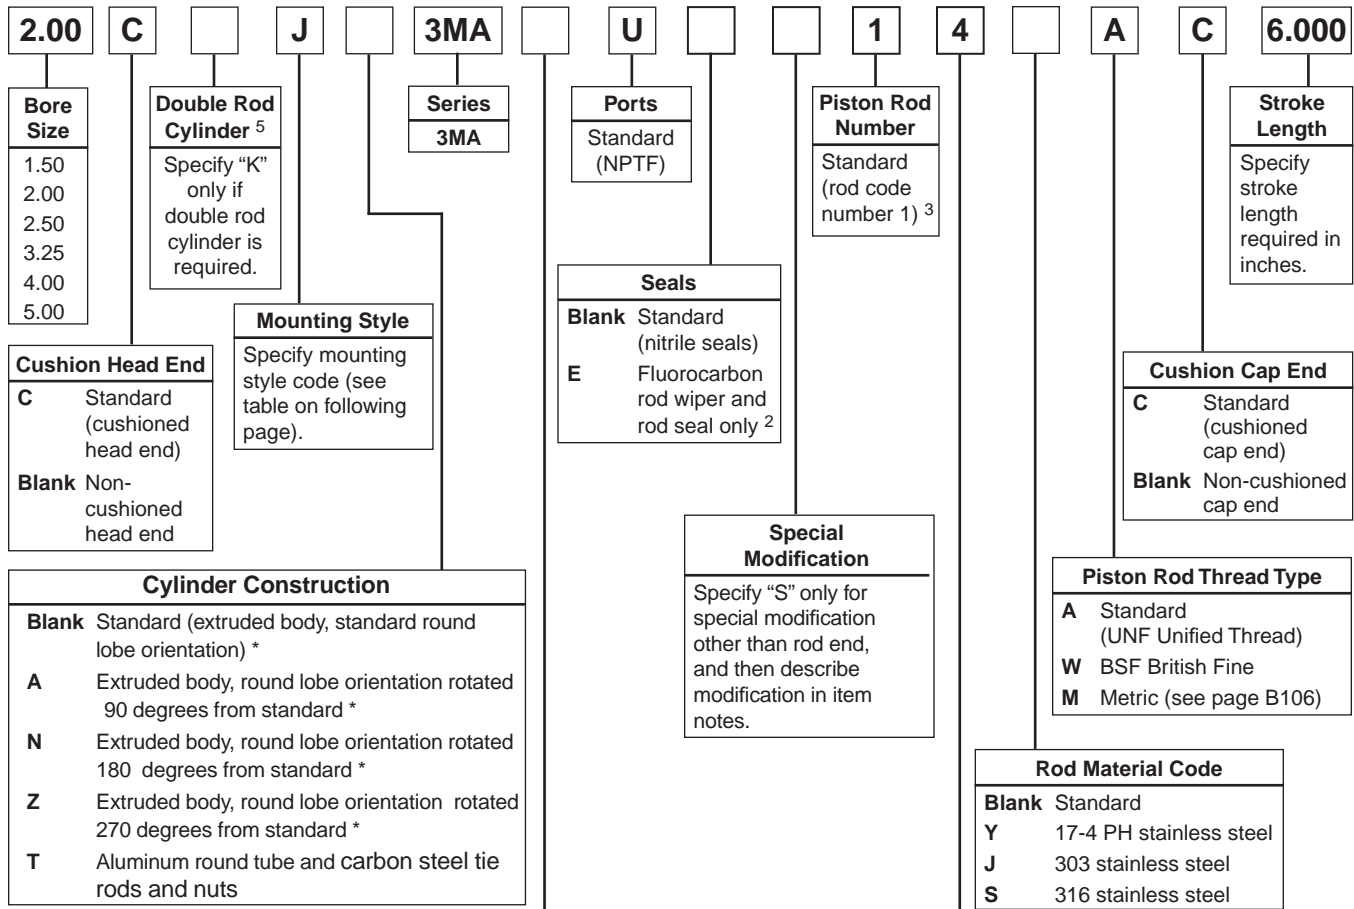 2.00 C J 3MA U 1 4 A C 6.000
Bore
Size
1.50
2.00
2.50
3.25
4.00
5.00
Double Rod
Cylinder 5
Specify “K”
only if
double rod
cylinder is
required.
Series
3MA
Ports
Standard
(NPTF)
Piston Rod
Number
Standard
(rod code
number 1) 3
Stroke
Length
Specify
stroke
length
required in
inches.
Cushion Head End
C Standard
(cushioned
head end)
Blank Non-
cushioned
head end
Mounting Style
Specify mounting
style code (see
table on following
page).
Seals
Blank Standard
(nitrile seals)
E Fluorocarbon
rod wiper and
rod seal only 2
Cushion Cap End
C Standard
(cushioned
cap end)
Blank Non-cushioned
cap end
Cylinder Construction
Blank Standard (extruded body, standard round
lobe orientation) *
A Extruded body, round lobe orientation rotated
90 degrees from standard *
N Extruded body, round lobe orientation rotated
180 degrees from standard *
Z Extruded body, round lobe orientation rotated
270 degrees from standard *
T Aluminum round tube and carbon steel tie
rods and nuts
Special
Modification
Specify “S” only for
special modification
other than rod end,
and then describe
modification in item
notes.
Piston Rod Thread Type
A Standard
(UNF Unified Thread)
W BSF British Fine
M Metric (see page B106)
Rod Material Code
Blank Standard
Y 17-4 PH stainless steel
J 303 stainless steel
S 316 stainless steel